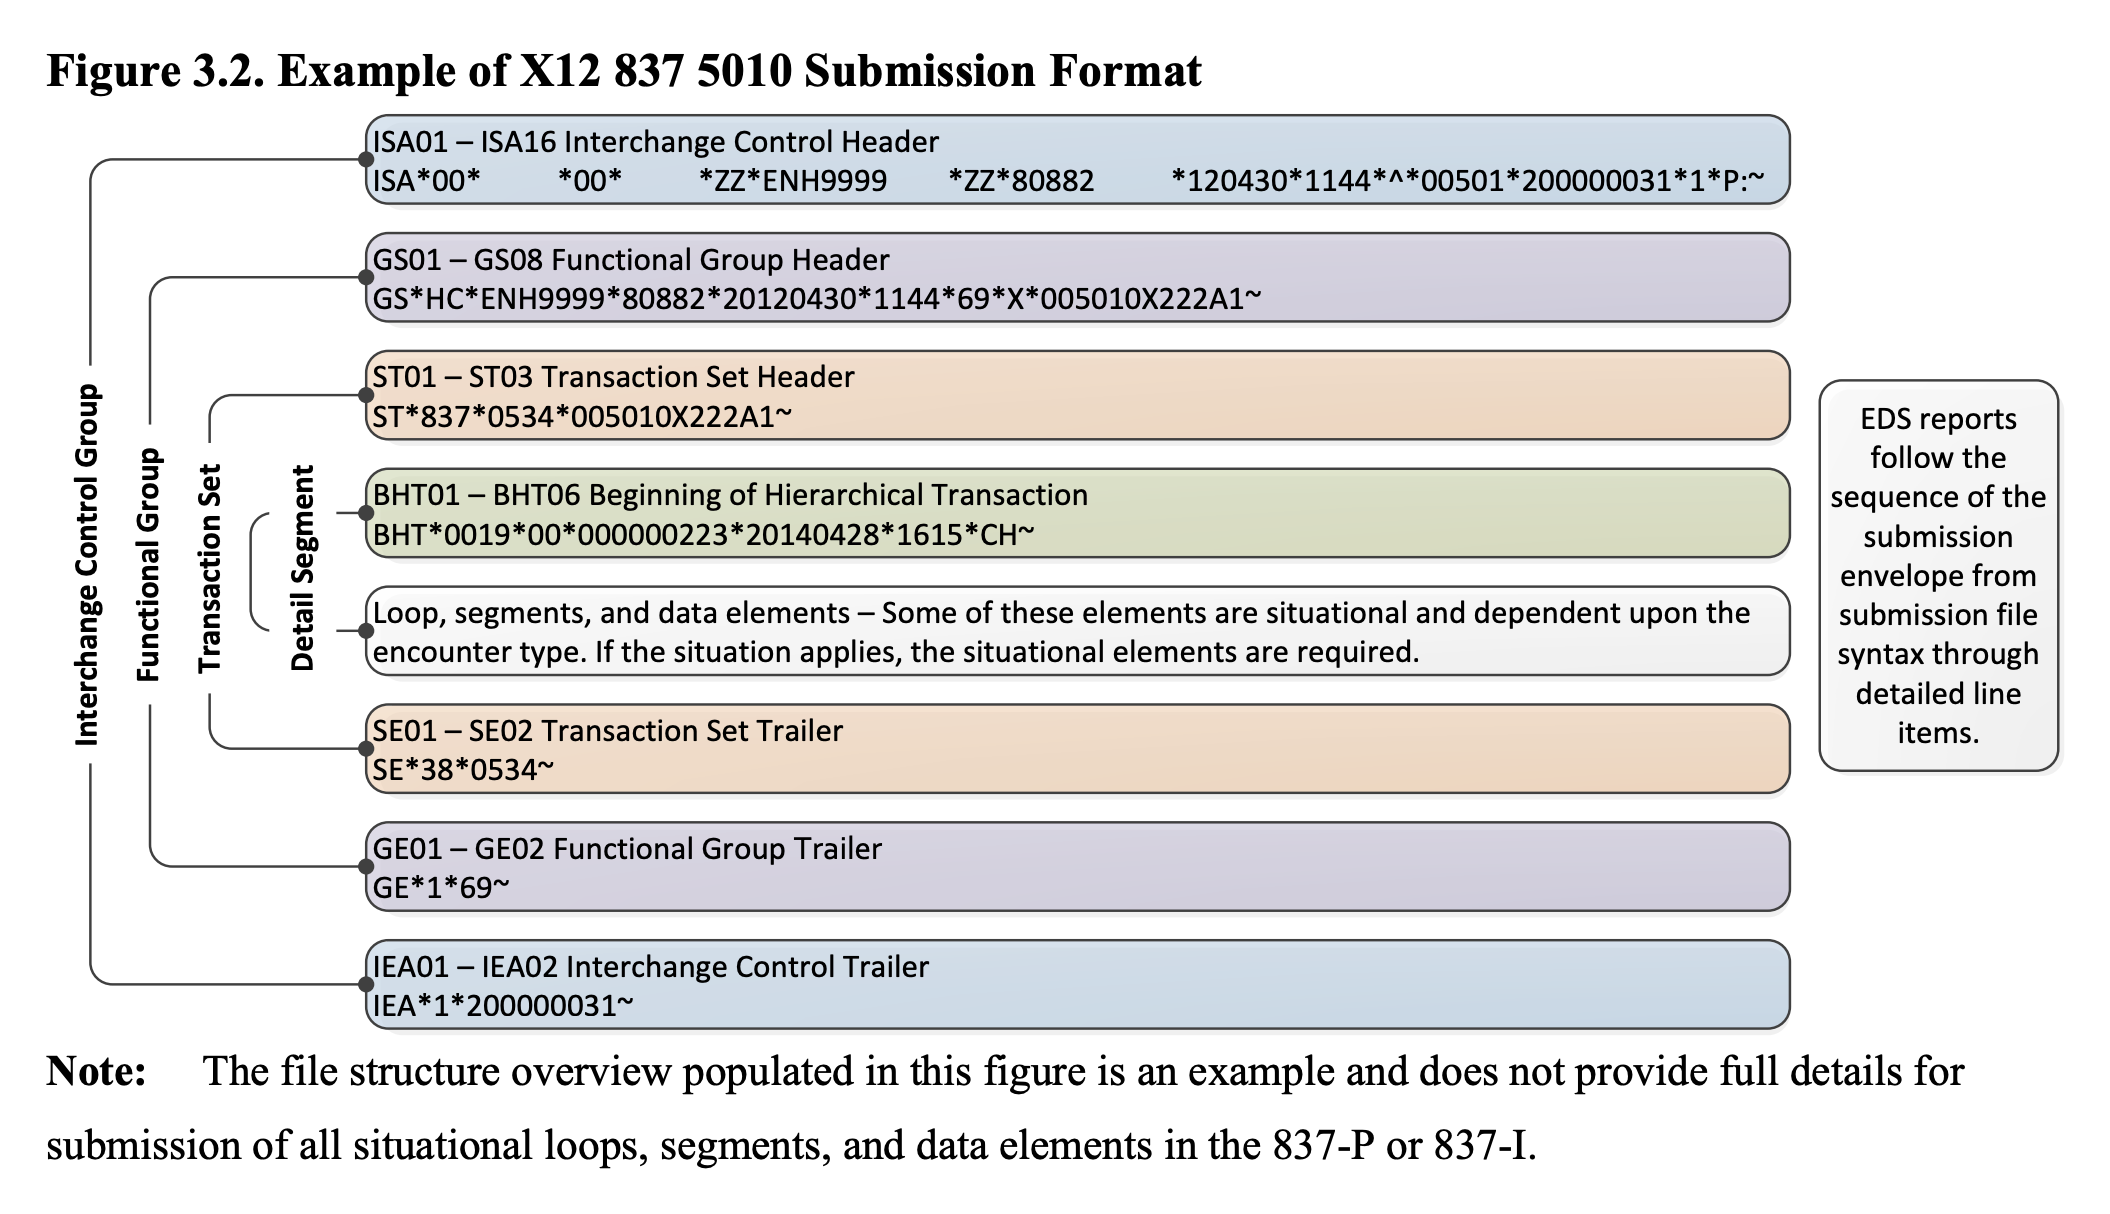 Figure 3.2. Example of X12 837 5010 Submission Format
ISA01 – ISA16 Interchange Control Header
ISA*00*          *00*          *ZZ*ENH9999        *ZZ*80882          *120430*1144*^*00501*200000031*1*P:~
GS01 – GS08 Functional Group Header
GS*HC*ENH9999*80882*20120430*1144*69*X*005010X222A1~
ST01 – ST03 Transaction Set Header
ST*837*0534*005010X222A1~
BHT01 – BHT06 Beginning of Hierarchical Transaction
BHT*0019*00*000000223*20140428*1615*CH~
Loop, segments, and data elements – Some of these elements are situational and dependent upon the
encounter type. If the situation applies, the situational elements are required.
SE01 – SE02 Transaction Set Trailer
SE*38*0534~
GE01 – GE02 Functional Group Trailer
GE*1*69~
IEA01 – IEA02 Interchange Control Trailer
IEA*1*200000031~
Interchange Control Group
Functional Group
Transaction Set
Detail Segment
EDS reports
follow the
sequence of the
submission
envelope from
submission file
syntax through
detailed line
items.
Note: The file structure overview populated in this figure is an example and does not provide full details for
submission of all situational loops, segments, and data elements in the 837-P or 837-I.